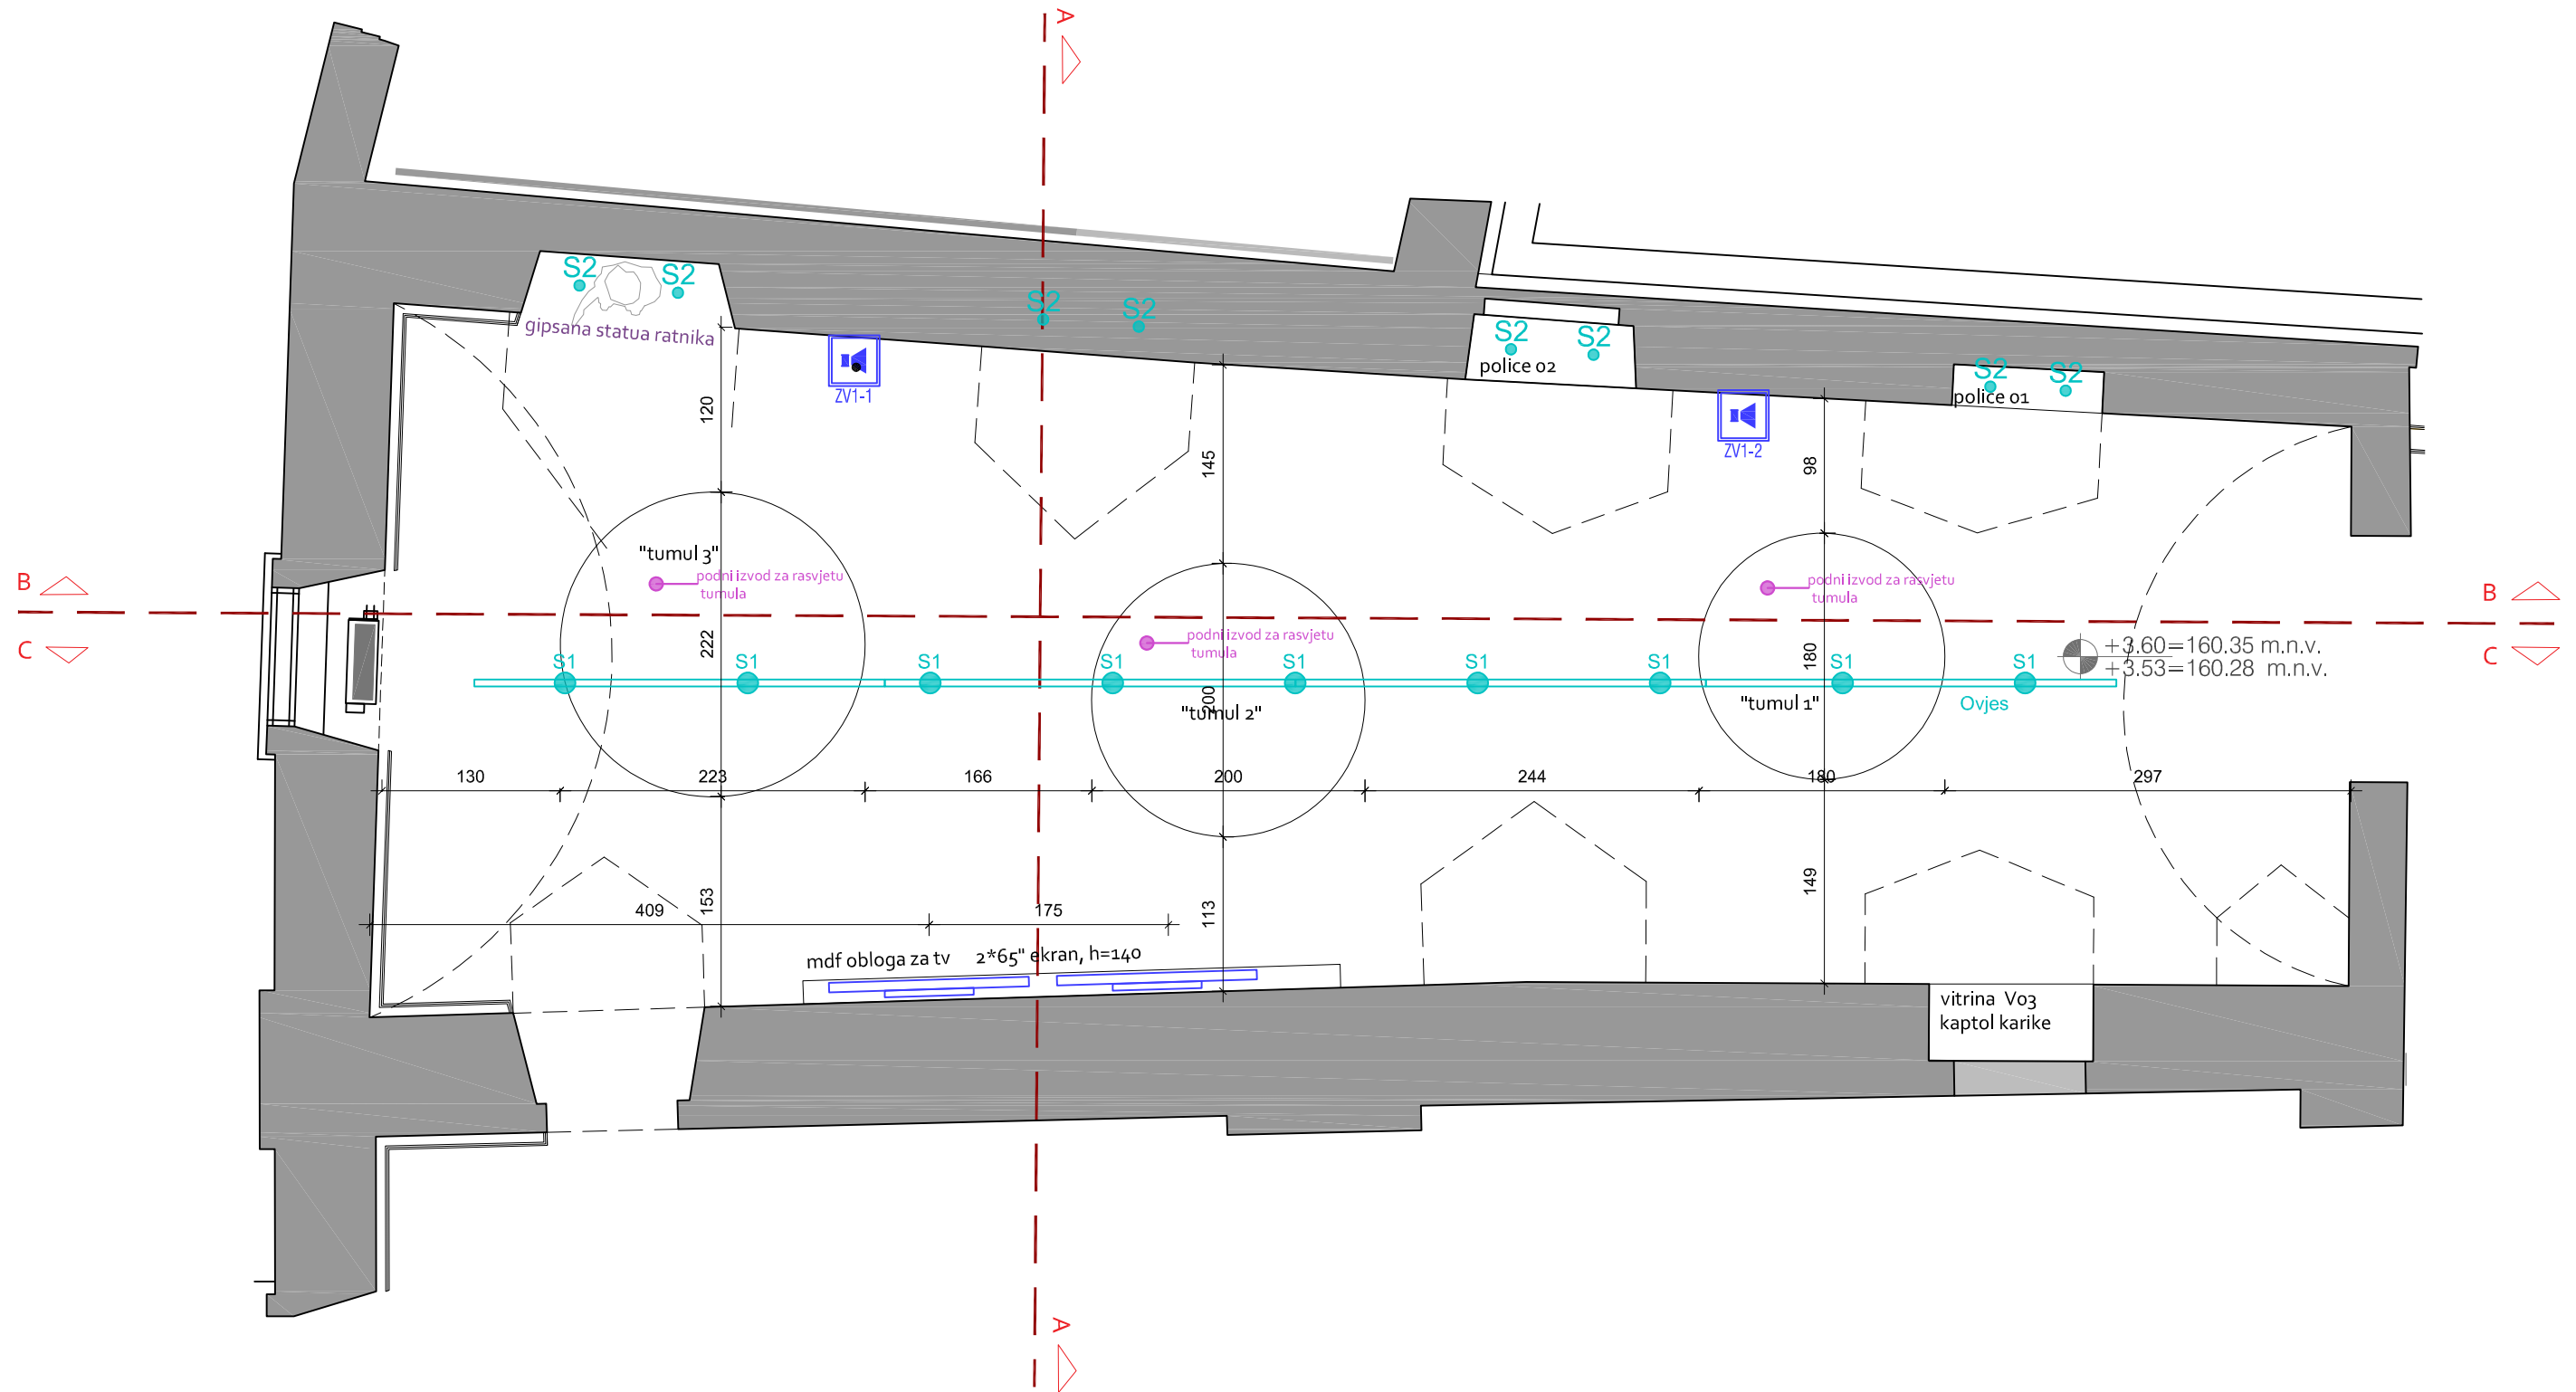 A
S2
S2
gipsana statua ratnika
S2
S2
S2
S2
police 02
S2
S2
police 01
ZV1-1
ZV1-2
120
145
98
"tumul 3"
podni izvod za rasvjetu
tumula
podni izvod za rasvjetu
tumula
podni izvod za rasvjetu
tumula
B
B
C
C
222
180
200
+3.60=160.35 m.n.v.
+3.53=160.28 m.n.v.
S1
S1
S1
S1
S1
S1
S1
S1
S1
"tumul 2"
"tumul 1"
Ovjes
130
223
166
200
244
180
297
153
113
149
409
175
mdf obloga za tv
2*65" ekran, h=140
vitrina V03
kaptol karike
A